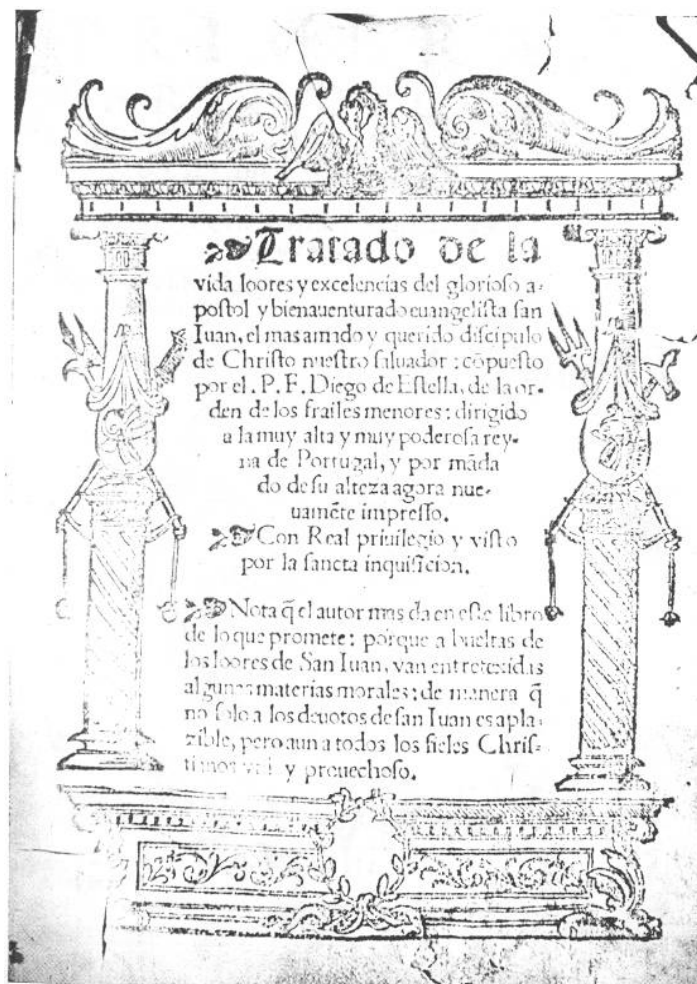 Tratado de la
vida loores y excelencias del glorioso a-
postol y bienauenturado euangelista san
Iuan, el mas amado y querido discipulo
de Christo nuestro saluador : cõpuesto
por el . P. F. Diego de Estella, de la or-
den de los frailes menores : dirigido
a la muy alta y muy poderosa rey-
na de Portugal, y por mãda
do de su alteza agora nue-
uamẽte impresso.
Con Real priuilegio y visto
por la sancta inquisicion.
Nota q̃ el autor mas da en este libro
de lo que promete : porque a bueltas de
los loores de San Iuan, van entretexidas
algunas materias morales : de manera q̃
no solo a los deuotos de san Iuan es apla-
zible, pero aun a todos los fieles Chris-
y prouechoso.